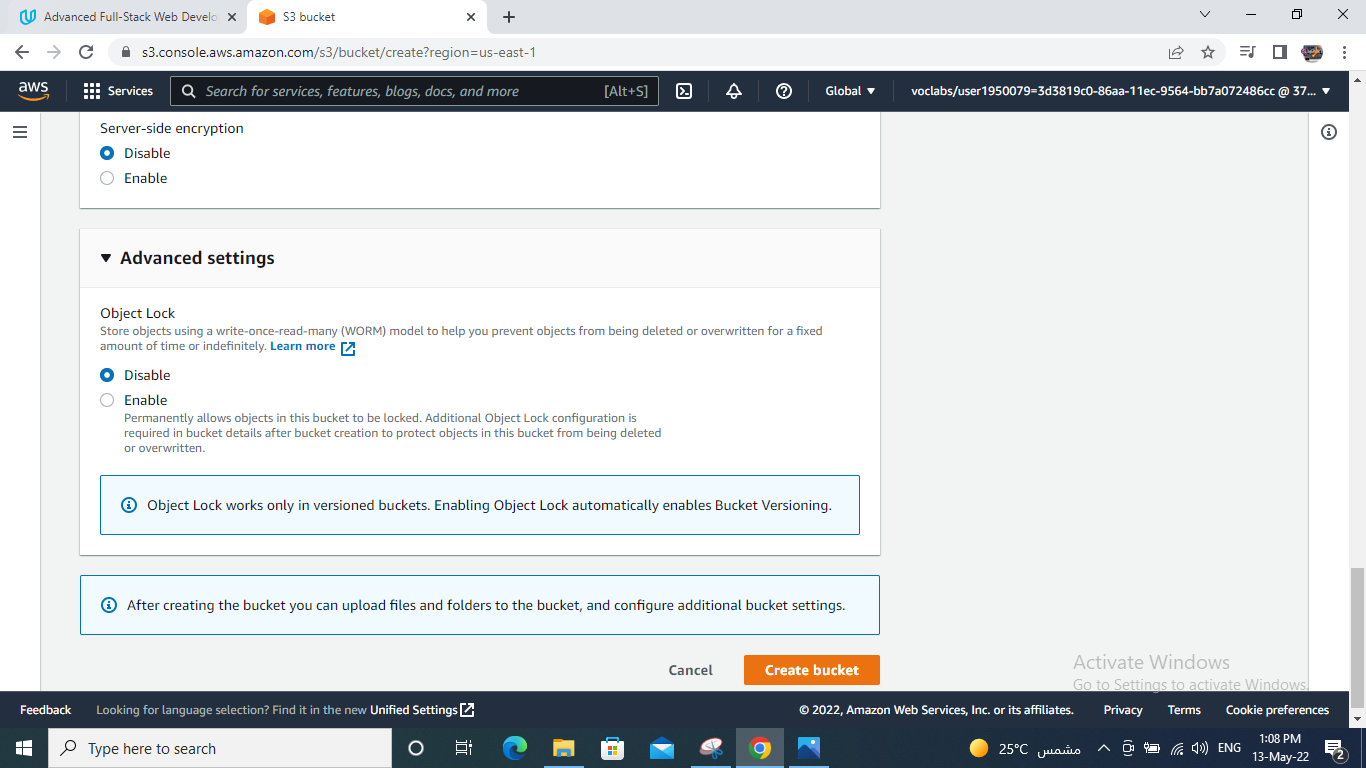 Advanced Full-Stack Web Develo
S3 bucket
s3.console.aws.amazon.com/s3/bucket/create?region=us-east-1
aws
Services
Search for services, features, blogs, docs, and more [Alt+S]
Global
voclabs/user1950079=3d3819c0-86aa-11ec-9564-bb7a072486cc @ 37...
Server-side encryption
Disable
Enable
Advanced settings
Object Lock
Store objects using a write-once-read-many (WORM) model to help you prevent objects from being deleted or overwritten for a fixed
amount of time or indefinitely. Learn more
Disable
Enable
Permanently allows objects in this bucket to be locked. Additional Object Lock configuration is
required in bucket details after bucket creation to protect objects in this bucket from being deleted
or overwritten.
Object Lock works only in versioned buckets. Enabling Object Lock automatically enables Bucket Versioning.
After creating the bucket you can upload files and folders to the bucket, and configure additional bucket settings.
Cancel
Create bucket
Activate Windows
Go to Settings to activate Windows.
Feedback
Looking for language selection? Find it in the new Unified Settings
© 2022, Amazon Web Services, Inc. or its affiliates.
Privacy
Terms
Cookie preferences
Type here to search
25°C مشمس
ENG
1:08 PM
13-May-22
2